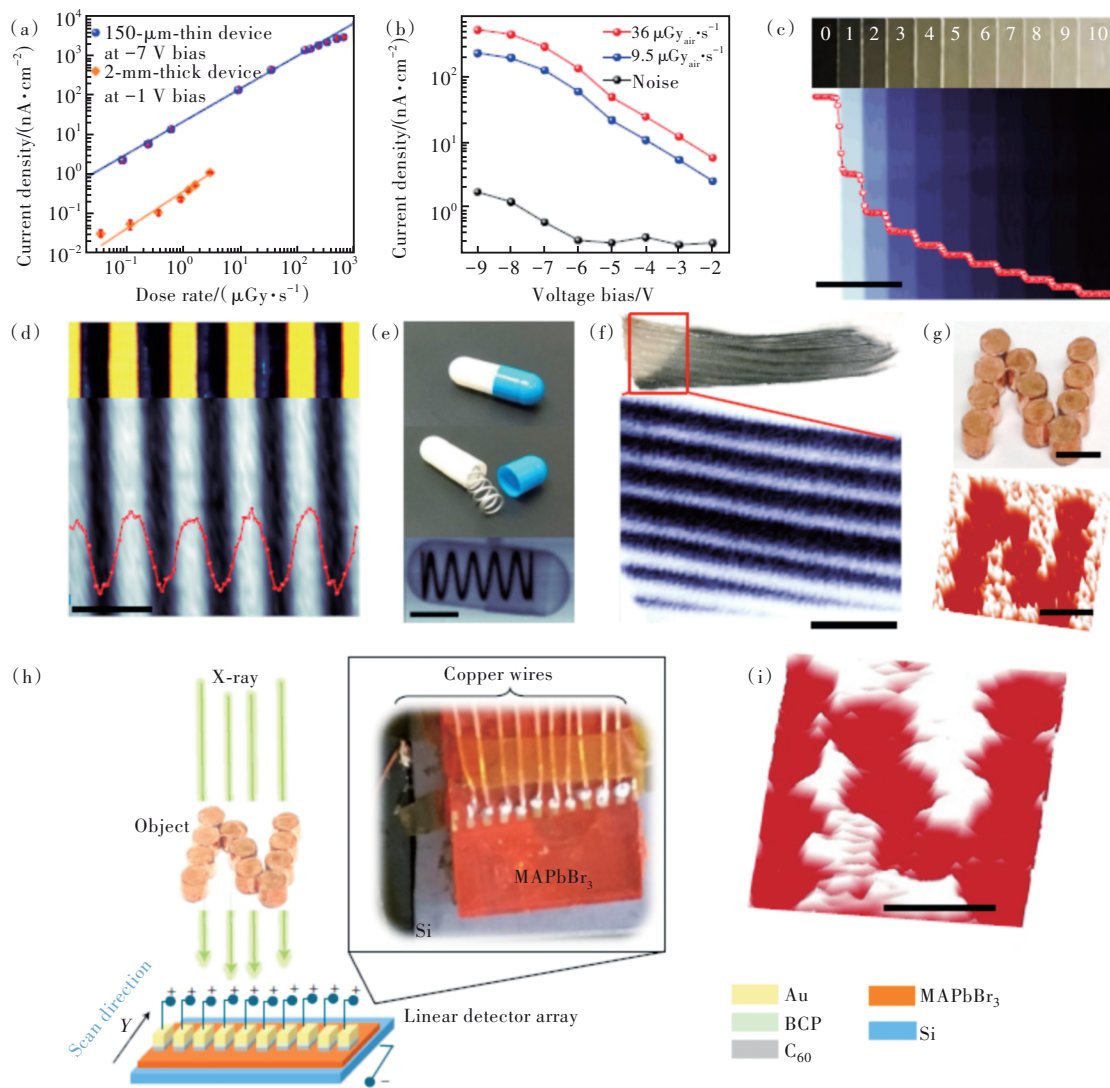 (a)
10⁴
10³
10²
10¹
10⁰
10⁻¹
10⁻²
Current density/(nA·cm⁻²)
150-μm-thin device
at −7 V bias
2-mm-thick device
at −1 V bias
10⁻¹ 10⁰ 10¹ 10² 10³
Dose rate/(μGy·s⁻¹)
(b)
10²
10¹
10⁰
Current density/(nA·cm⁻²)
36 μGy_air·s⁻¹
9.5 μGy_air·s⁻¹
Noise
−9 −8 −7 −6 −5 −4 −3 −2
Voltage bias/V
(c)
0 1 2 3 4 5 6 7 8 9 10
(d)
(e)
(f)
(g)
(h)
X-ray
Object
Copper wires
MAPbBr₃
Si
Scan direction
Y
+ + + + + + + + + +
−
Linear detector array
(i)
Au
BCP
C₆₀
MAPbBr₃
Si